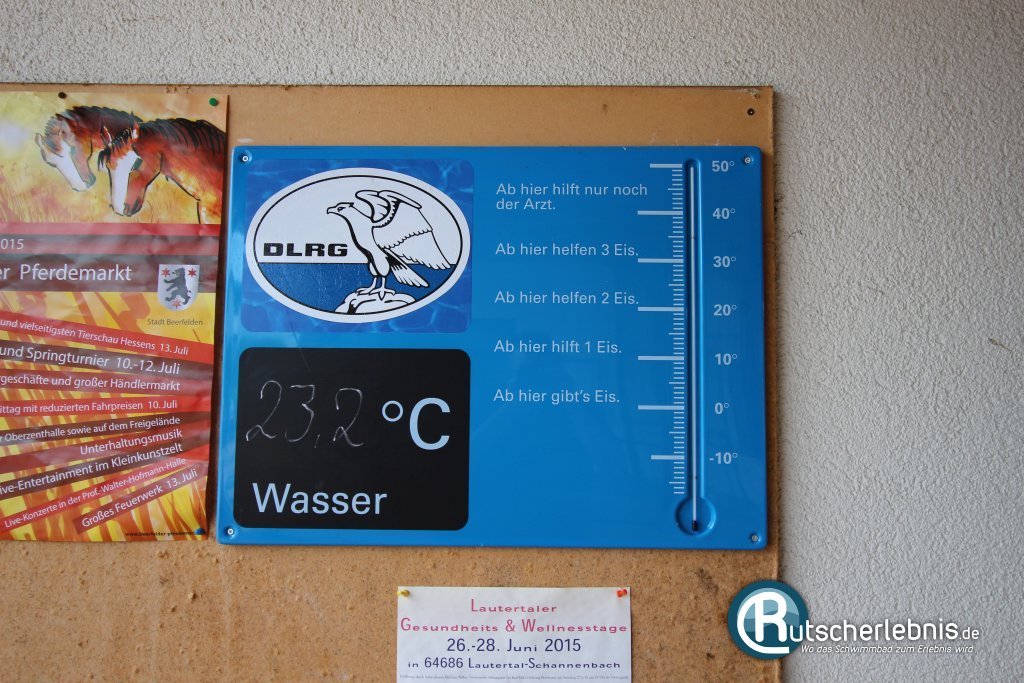 2015
er Pferdemarkt
Stadt Beerfelden
und vielseitigsten Tierschau Hessens 13. Juli
und Springturnier 10.-12. Juli
geschäfte und großer Händlermarkt
ittag mit reduzierten Fahrpreisen 10. Juli
r Oberzenthalle sowie auf dem Freigelände
Unterhaltungsmusik
ive-Entertainment im Kleinkunstzelt
Live-Konzerte in der Prof.-Walter-Hofmann-Halle
Großes Feuerwerk 13. Juli
DLRG
23,2 °C
Wasser
Ab hier hilft nur noch
der Arzt.
Ab hier helfen 3 Eis.
Ab hier helfen 2 Eis.
Ab hier hilft 1 Eis.
Ab hier gibt's Eis.
50°
40°
30°
20°
10°
0°
-10°
Lautertaler
Gesundheits & Wellnesstage
26.-28. Juni 2015
in 64686 Lautertal-Schannenbach
Rutscherlebnis.de
Wo das Schwimmbad zum Erlebnis wird